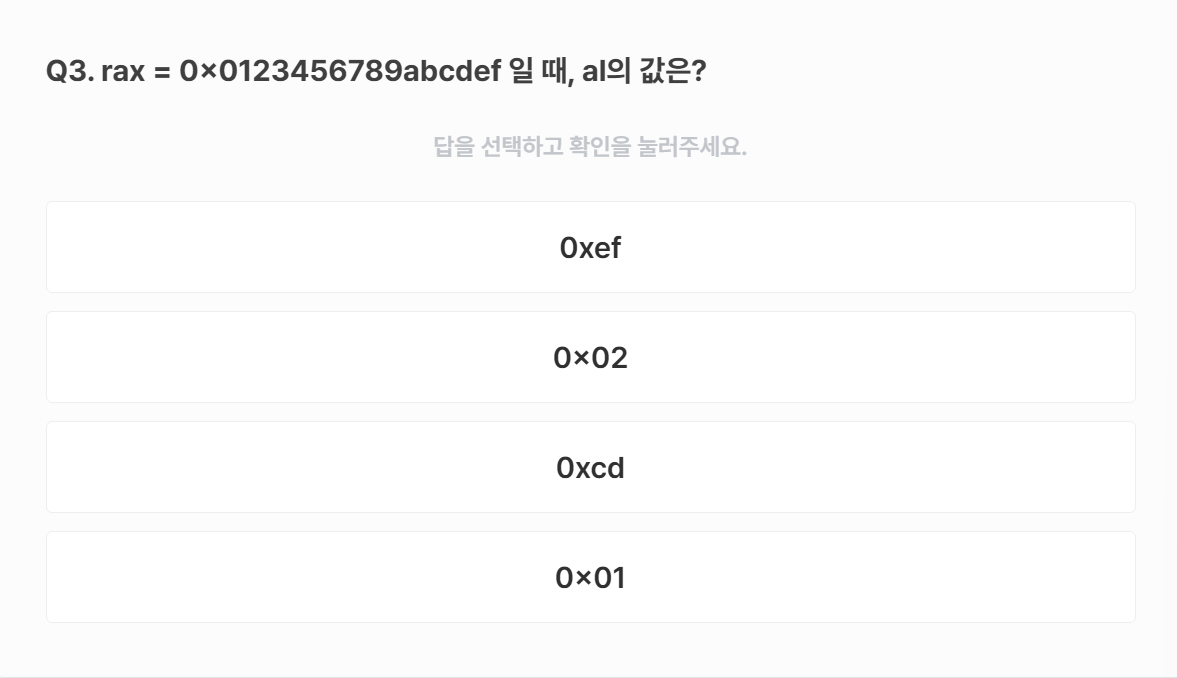 Q3. rax = 0×0123456789abcdef 일 때, al의 값은?
답을 선택하고 확인을 눌러주세요.
0xef
0×02
0xcd
0×01